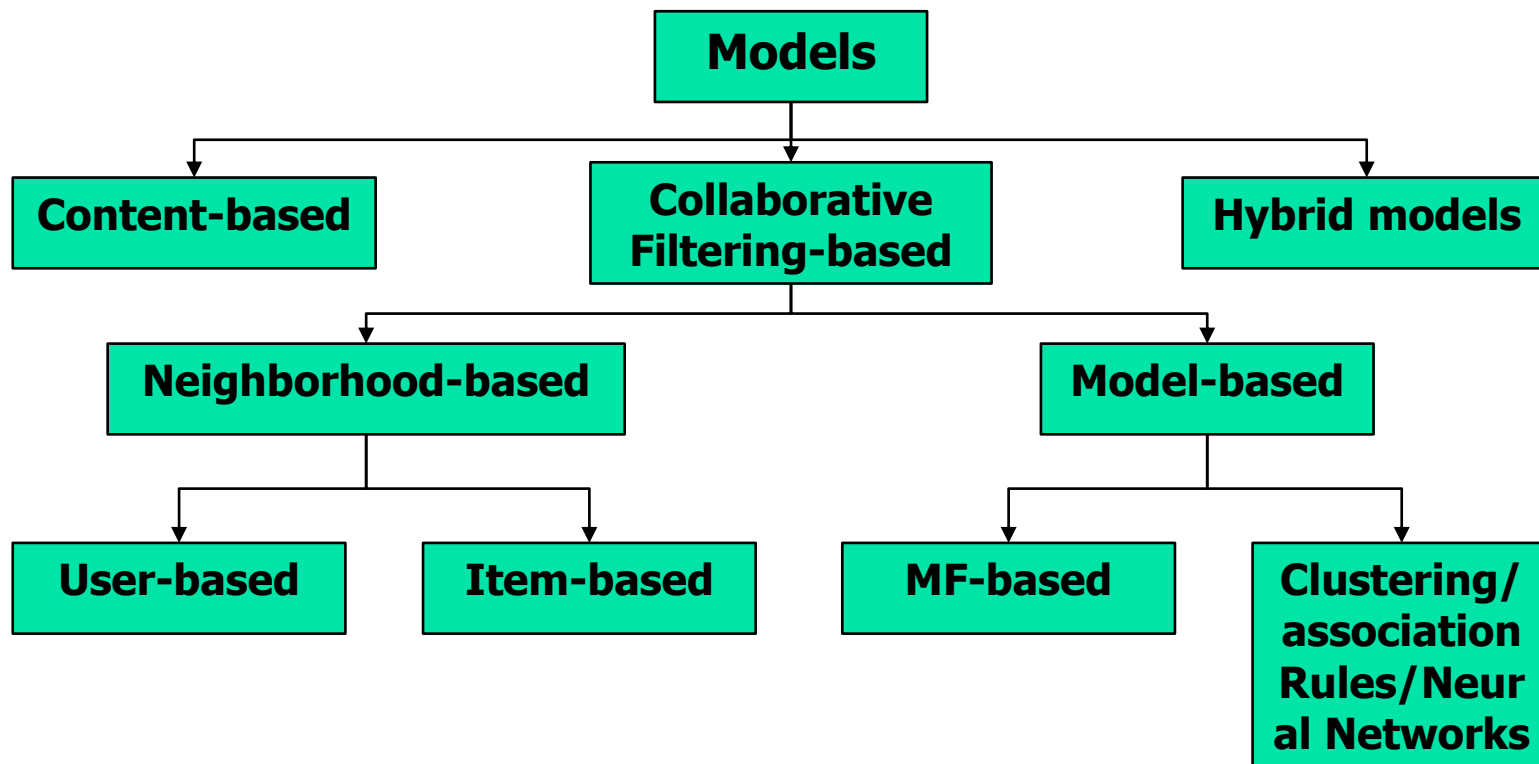 Models
Content-based
Collaborative
Filtering-based
Hybrid models
Neighborhood-based
Model-based
User-based
Item-based
MF-based
Clustering/
association
Rules/Neur
al Networks